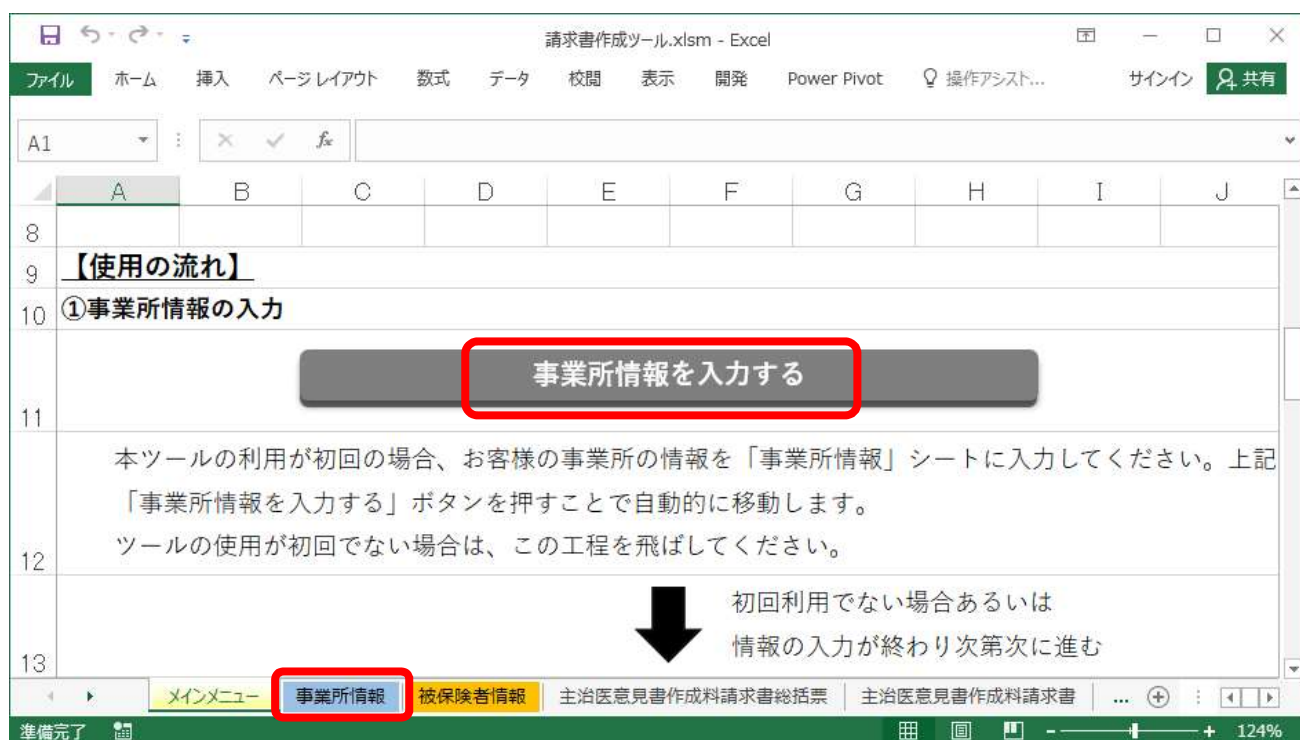 請求書作成ツール.xlsm - Excel
ファイル ホーム 挿入 ページ レイアウト 数式 データ 校閲 表示 開発 Power Pivot 操作アシスト... サインイン 共有
A1 fx
A B C D E F G H I J
8
9 【使用の流れ】
10 ①事業所情報の入力
事業所情報を入力する
11
本ツールの利用が初回の場合、お客様の事業所の情報を「事業所情報」シートに入力してください。上記
「事業所情報を入力する」ボタンを押すことで自動的に移動します。
12 ツールの使用が初回でない場合は、この工程を飛ばしてください。
初回利用でない場合あるいは
13 情報の入力が終わり次第次に進む
メインメニュー 事業所情報 被保険者情報 主治医意見書作成料請求書総括票 主治医意見書作成料請求書 ...
準備完了 124%